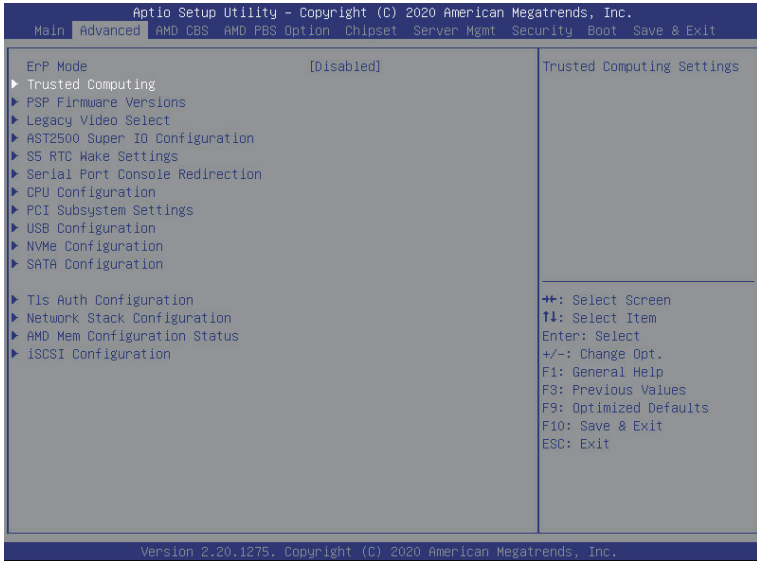 Aptio Setup Utility – Copyright (C) 2020 American Megatrends, Inc.
Main Advanced AMD CBS AMD PBS Option Chipset Server Mgmt Security Boot Save & Exit
ErP Mode [Disabled]
Trusted Computing
PSP Firmware Versions
Legacy Video Select
AST2500 Super IO Configuration
S5 RTC Wake Settings
Serial Port Console Redirection
CPU Configuration
PCI Subsystem Settings
USB Configuration
NVMe Configuration
SATA Configuration
Tls Auth Configuration
Network Stack Configuration
AMD Mem Configuration Status
iSCSI Configuration
Trusted Computing Settings
→←: Select Screen
↑↓: Select Item
Enter: Select
+/-: Change Opt.
F1: General Help
F3: Previous Values
F9: Optimized Defaults
F10: Save & Exit
ESC: Exit
Version 2.20.1275. Copyright (C) 2020 American Megatrends, Inc.